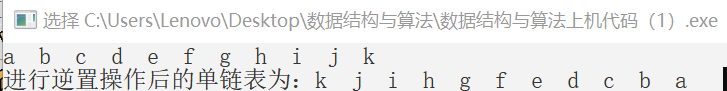 选择 C:\Users\Lenovo\Desktop\数据结构与算法\数据结构与算法上机代码（1）.exe
a b c d e f g h i j k
进行逆置操作后的单链表为：k j i h g f e d c b a